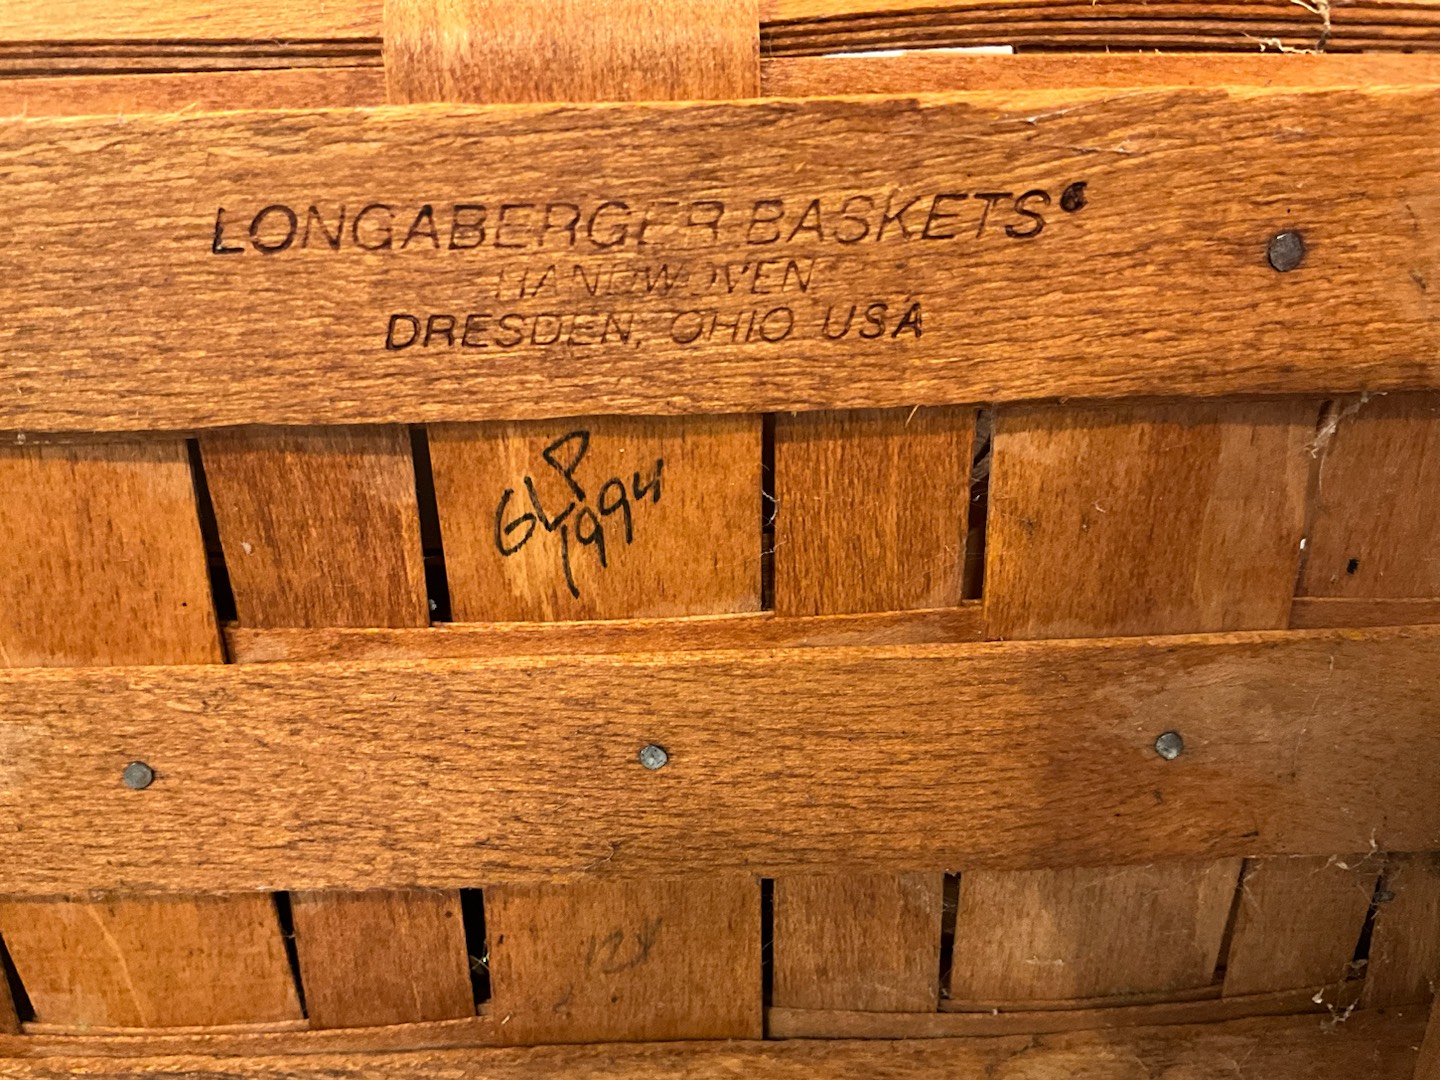 LONGABERGER BASKETS®
HANDWOVEN
DRESDEN, OHIO USA
GLP
1994